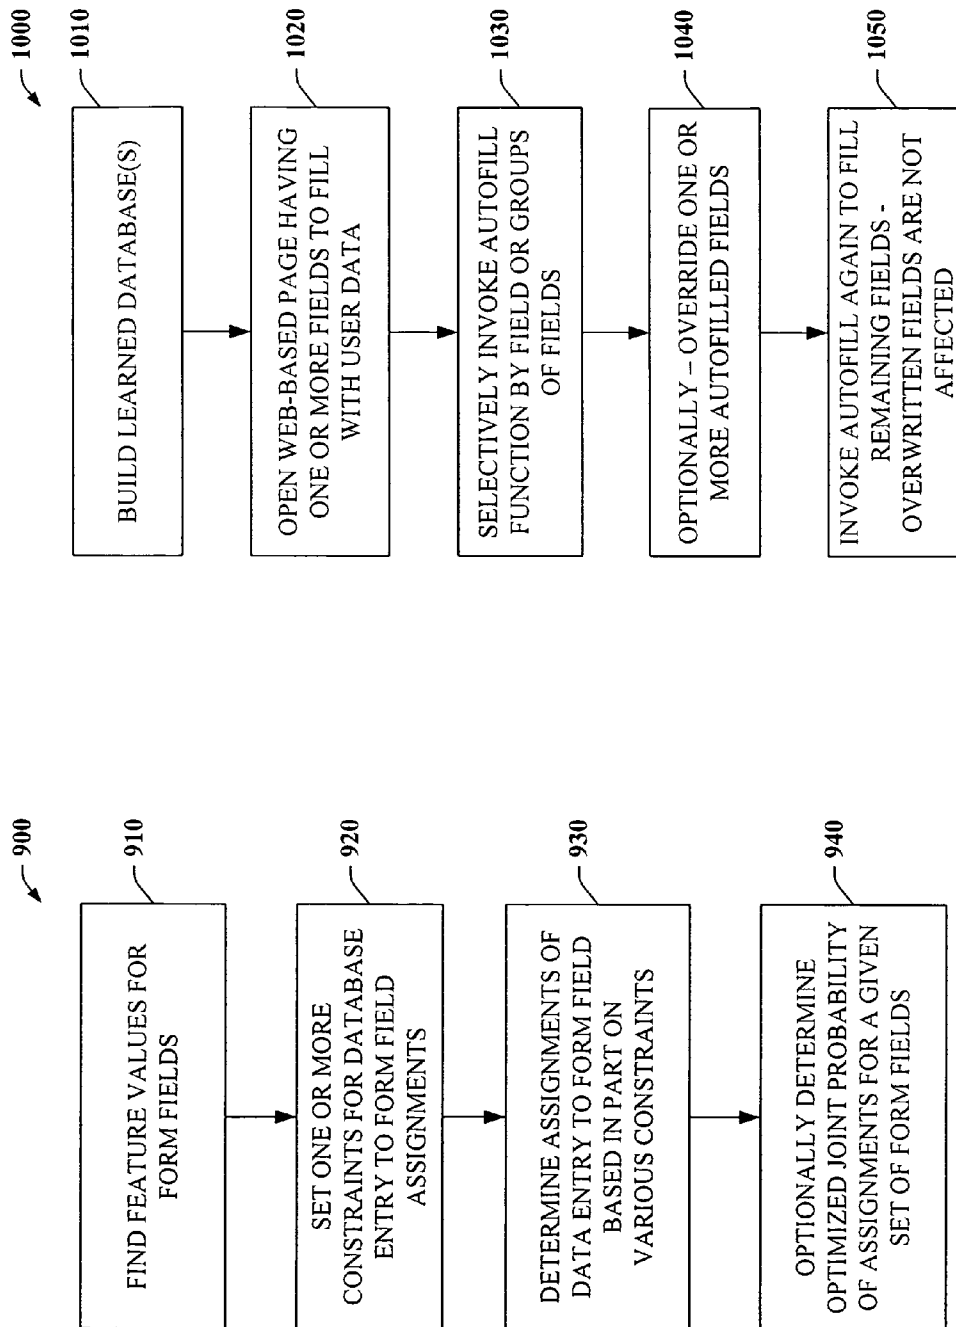 1000
BUILD LEARNED DATABASE(S)
1010
OPEN WEB-BASED PAGE HAVING
ONE OR MORE FIELDS TO FILL
WITH USER DATA
1020
SELECTIVELY INVOKE AUTOFILL
FUNCTION BY FIELD OR GROUPS
OF FIELDS
1030
OPTIONALLY – OVERRIDE ONE OR
MORE AUTOFILLED FIELDS
1040
INVOKE AUTOFILL AGAIN TO FILL
REMAINING FIELDS -
OVERWRITTEN FIELDS ARE NOT
AFFECTED
1050
900
FIND FEATURE VALUES FOR
FORM FIELDS
910
SET ONE OR MORE
CONSTRAINTS FOR DATABASE
ENTRY TO FORM FIELD
ASSIGNMENTS
920
DETERMINE ASSIGNMENTS OF
DATA ENTRY TO FORM FIELD
BASED IN PART ON
VARIOUS CONSTRAINTS
930
OPTIONALLY DETERMINE
OPTIMIZED JOINT PROBABILITY
OF ASSIGNMENTS FOR A GIVEN
SET OF FORM FIELDS
940